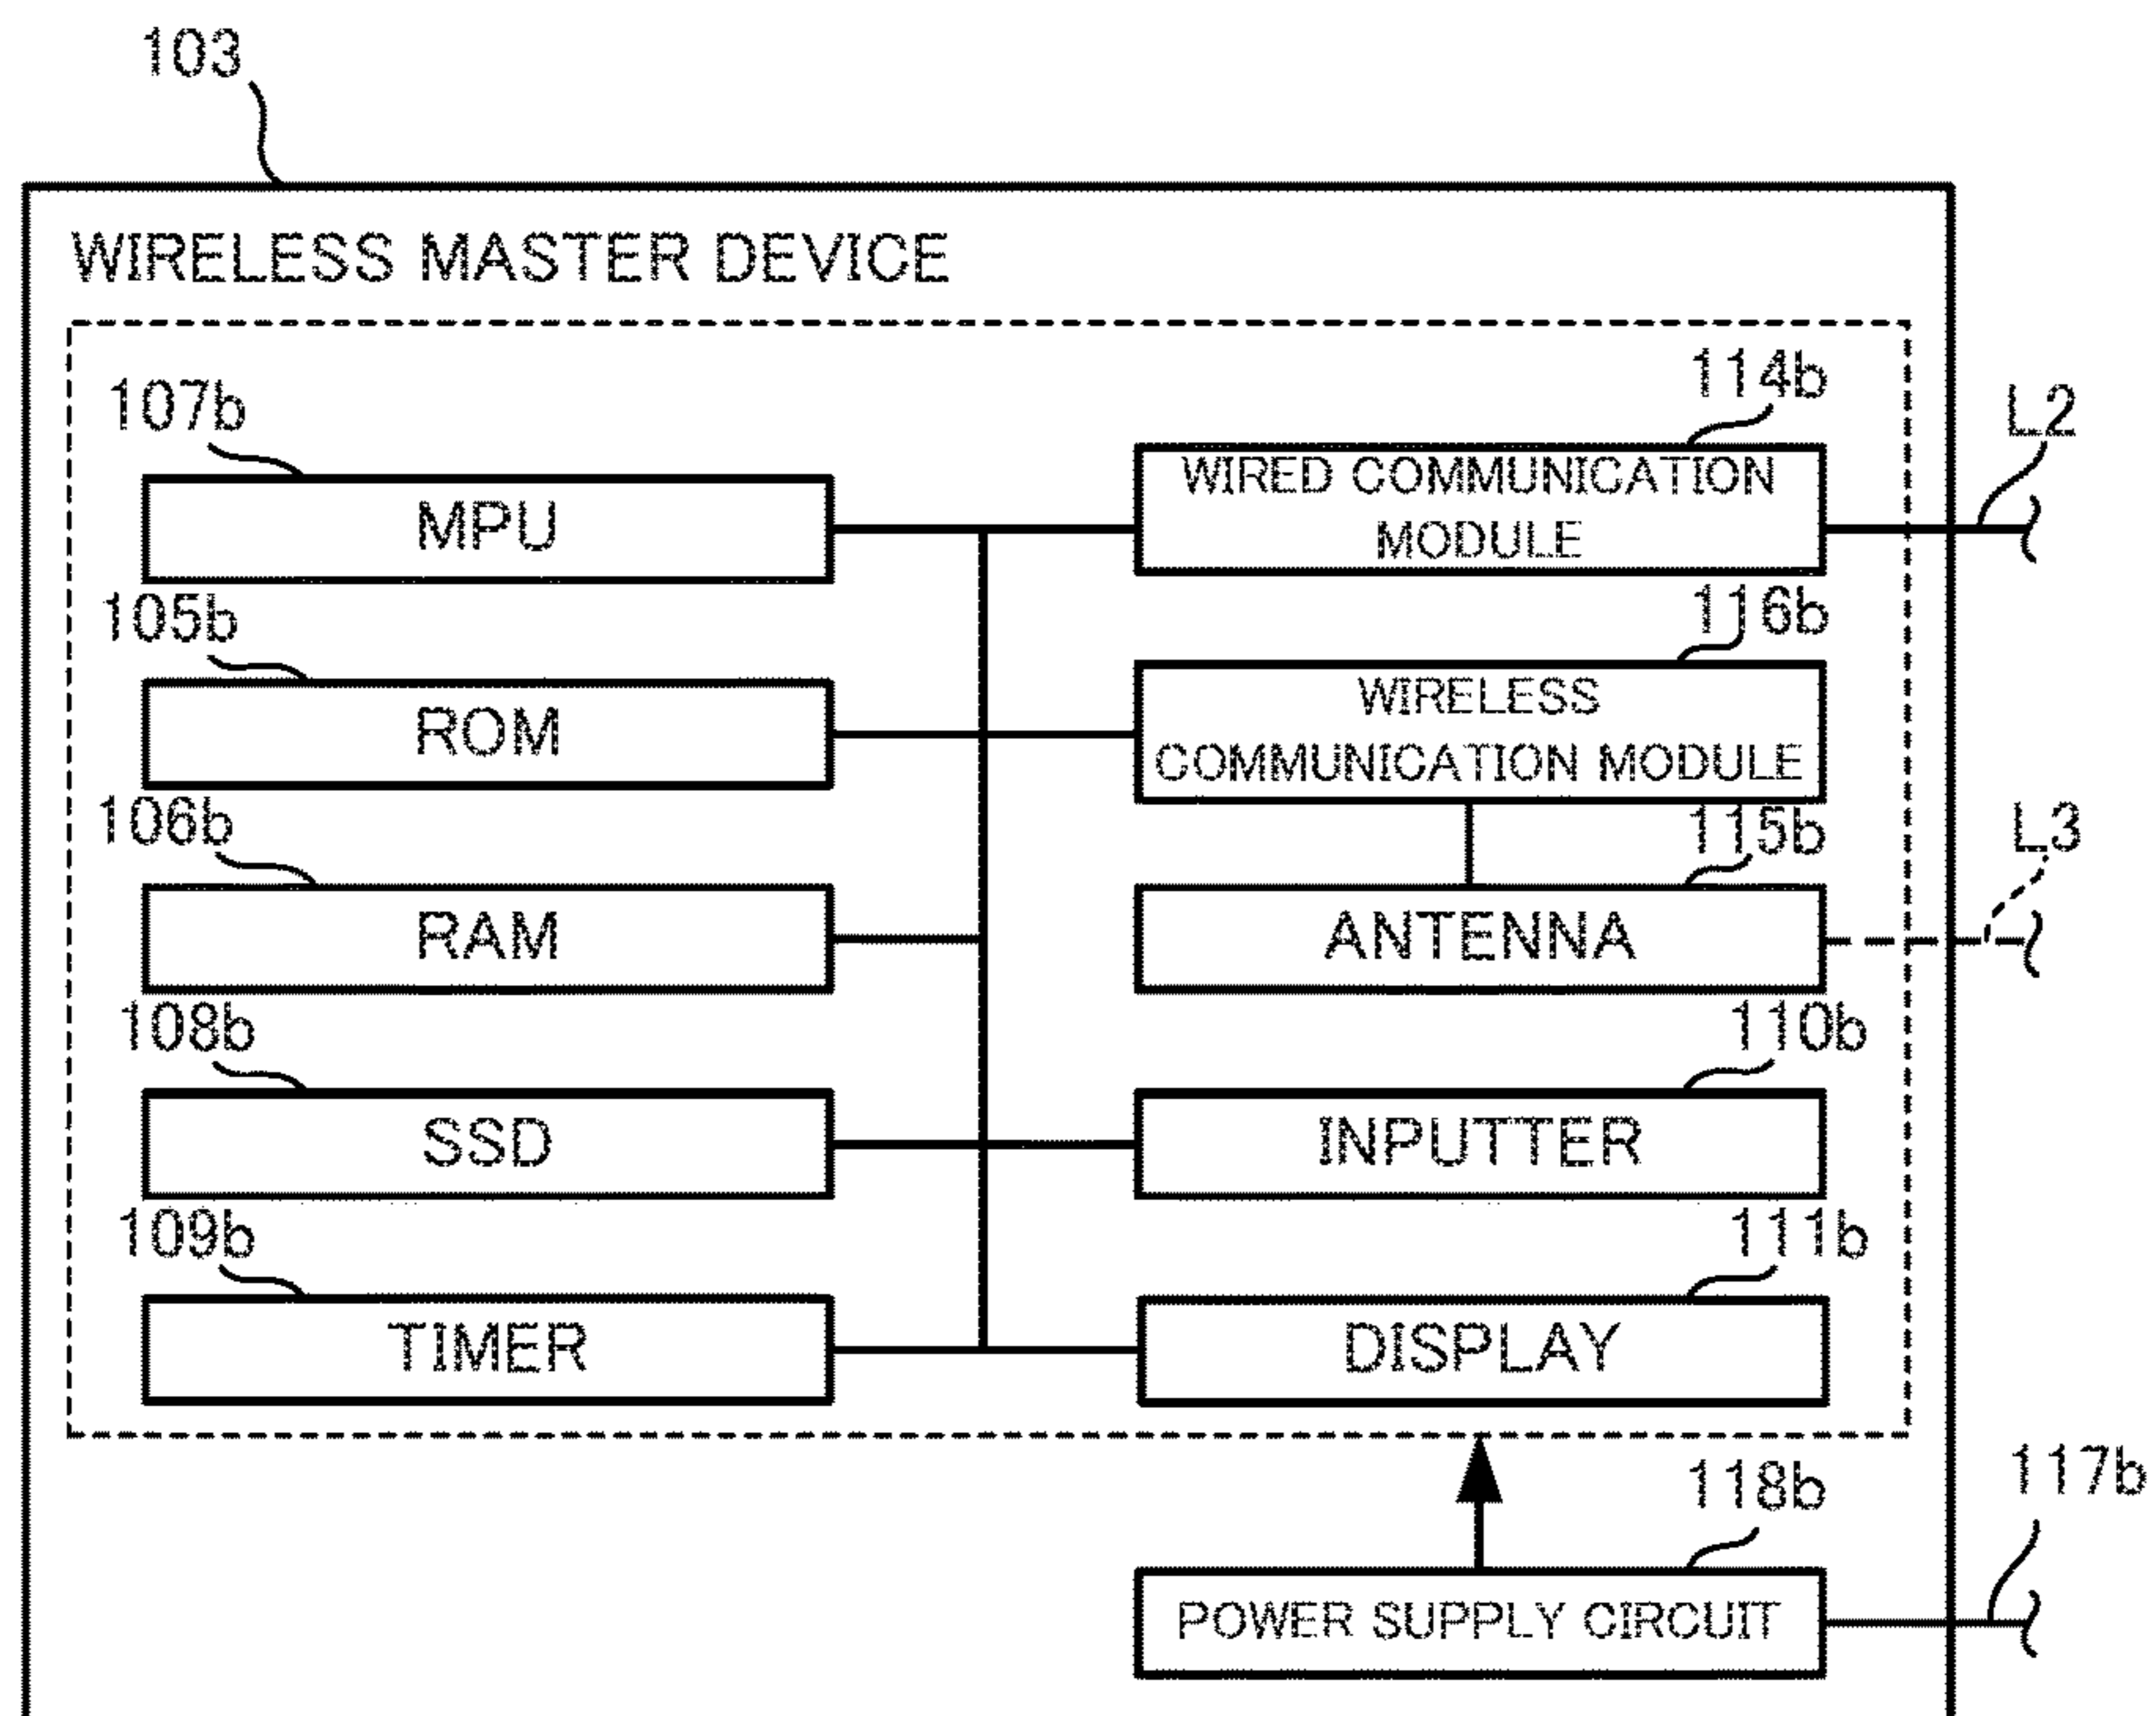 103
WIRELESS MASTER DEVICE
107b
MPU
114b
WIRED COMMUNICATION
MODULE
L2
105b
ROM
116b
WIRELESS
COMMUNICATION MODULE
106b
RAM
115b
ANTENNA
L3
108b
SSD
110b
INPUTTER
109b
TIMER
111b
DISPLAY
118b
POWER SUPPLY CIRCUIT
117b